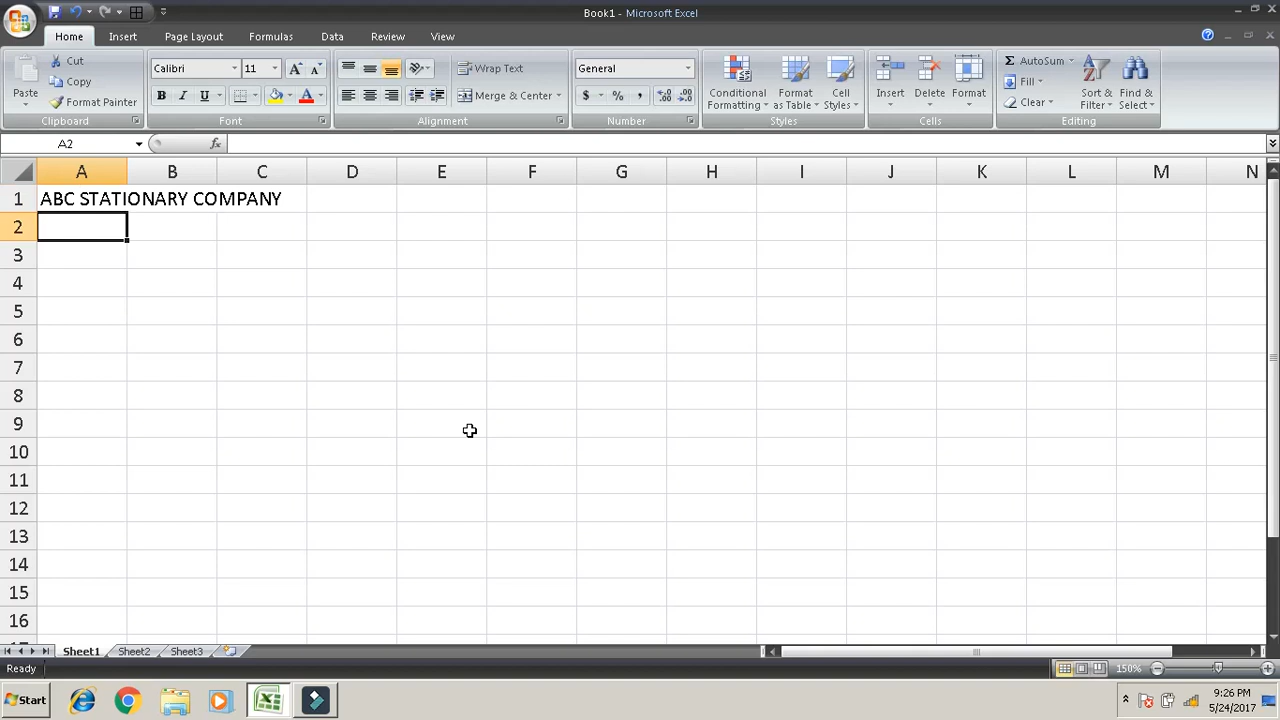 Book1 - Microsoft Excel
Home Insert Page Layout Formulas Data Review View
Paste
Cut
Copy
Format Painter
Clipboard
Calibri 11
B I U
A A
Font
Wrap Text
Merge & Center
Alignment
General
$ % ,
Number
Conditional Formatting
Format as Table
Cell Styles
Styles
Insert Delete Format
Cells
Σ AutoSum
Fill
Clear
Sort & Filter
Find & Select
Editing
A2 fx
A B C D E F G H I J K L M N
1 ABC STATIONARY COMPANY
2
3
4
5
6
7
8
9
10
11
12
13
14
15
16
Sheet1 Sheet2 Sheet3
Ready 150%
Start
9:26 PM
5/24/2017